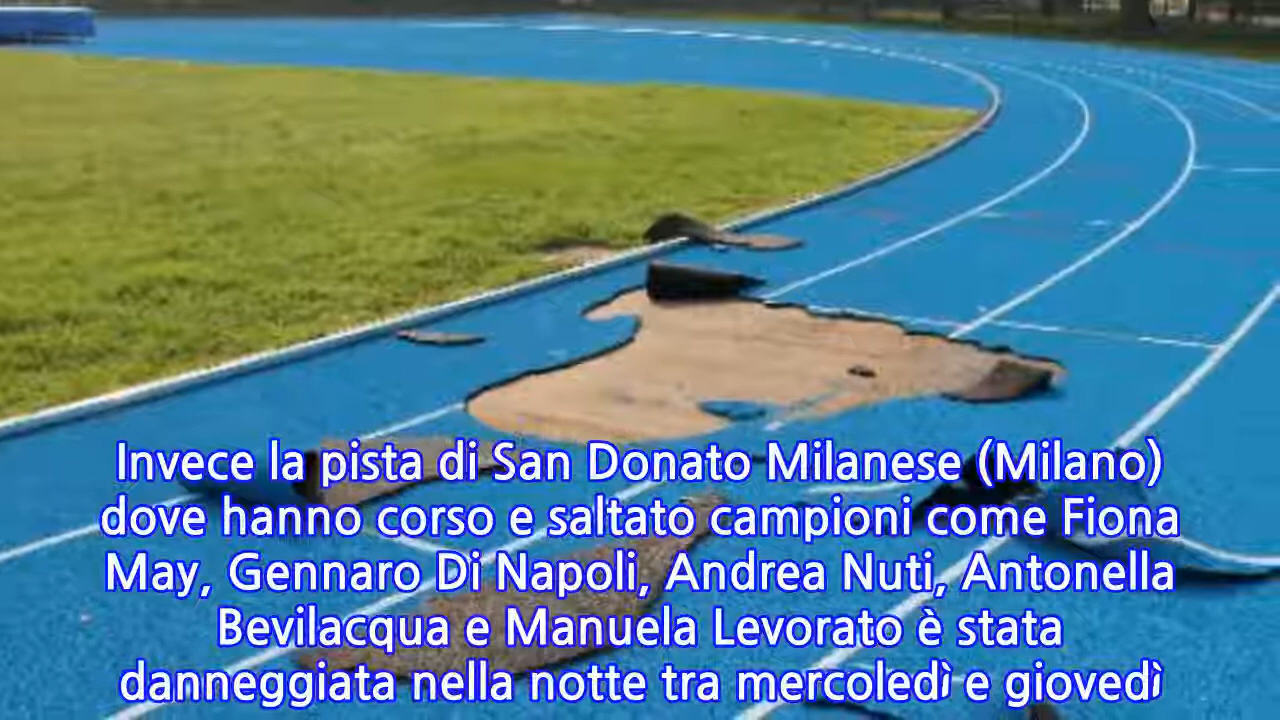 Invece la pista di San Donato Milanese (Milano)
dove hanno corso e saltato campioni come Fiona
May, Gennaro Di Napoli, Andrea Nuti, Antonella
Bevilacqua e Manuela Levorato è stata
danneggiata nella notte tra mercoledì e giovedì